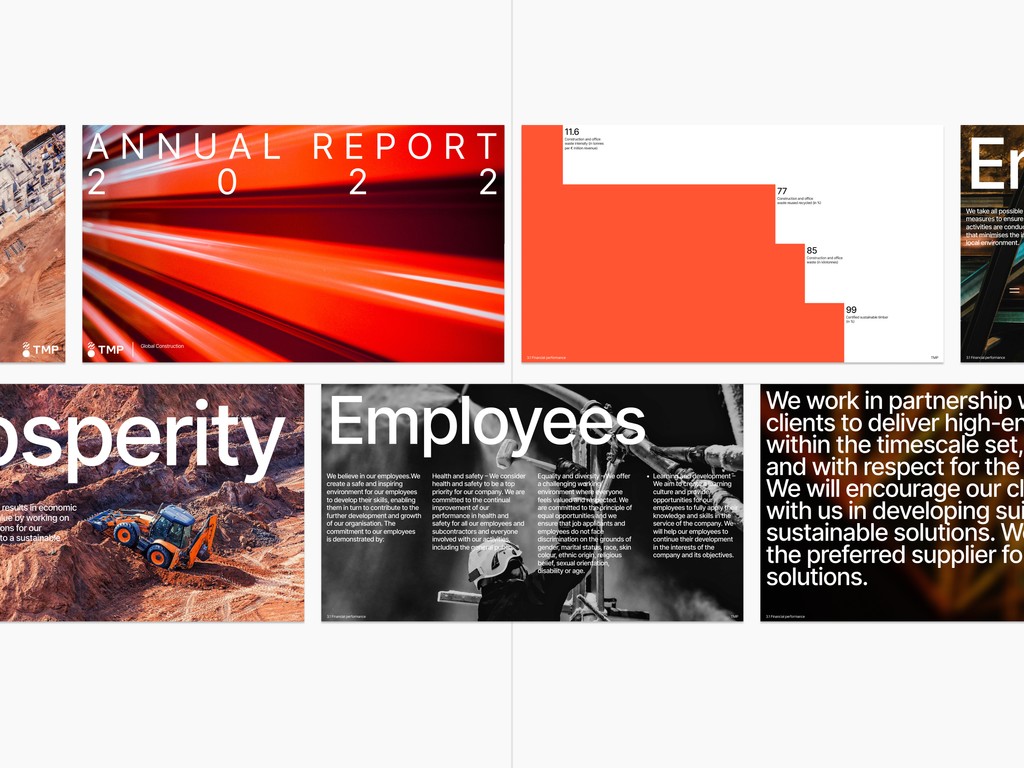 TMP
ANNUAL REPORT
2 0 2 2
TMP
Global Construction
11.6
Construction and office
waste intensity (in tonnes
per € million revenue)
77
Construction and office
waste reused recycled (in %)
85
Construction and office
waste (in tonnes)
99
Certified sustainable timber
(in %)
3.1 Financial performance
TMP
We take all possible
measures to ensure
activities are
that minimises the
local environment.
3.1 Financial performance
osperity
results in economic
lue by working on
ons for our
to a sustainable
Employees
We believe in our employees.We
create a safe and inspiring
environment for our employees
to develop their skills, enabling
them in turn to contribute to the
further development and growth
of our organisation. The
commitment to our employees
is demonstrated by:
Health and safety – We consider
health and safety to be a top
priority for our company. We are
committed to the continual
improvement of our
performance in health and
safety for all our employees and
subcontractors and everyone
involved with our activities,
including the general public.
Equality and diversity – We offer
a challenging working
environment where everyone
feels valued and respected. We
are committed to the principle of
equal opportunities and we
ensure that job applicants and
employees do not face
discrimination on the grounds of
gender, marital status, race, skin
colour, ethnic origin, religious
belief, sexual orientation,
disability or age.
• Learning and development –
We aim to create a learning
culture and provide
opportunities for our
employees to fully apply their
knowledge and skills in the
service of the company. We
will help our employees to
continue their development
in the interests of the
company and its objectives.
3.1 Financial performance
TMP
We work in partnership w
clients to deliver high-en
within the timescale set,
and with respect for the
We will encourage our cl
with us in developing sui
sustainable solutions. We
the preferred supplier fo
solutions.
3.1 Financial performance